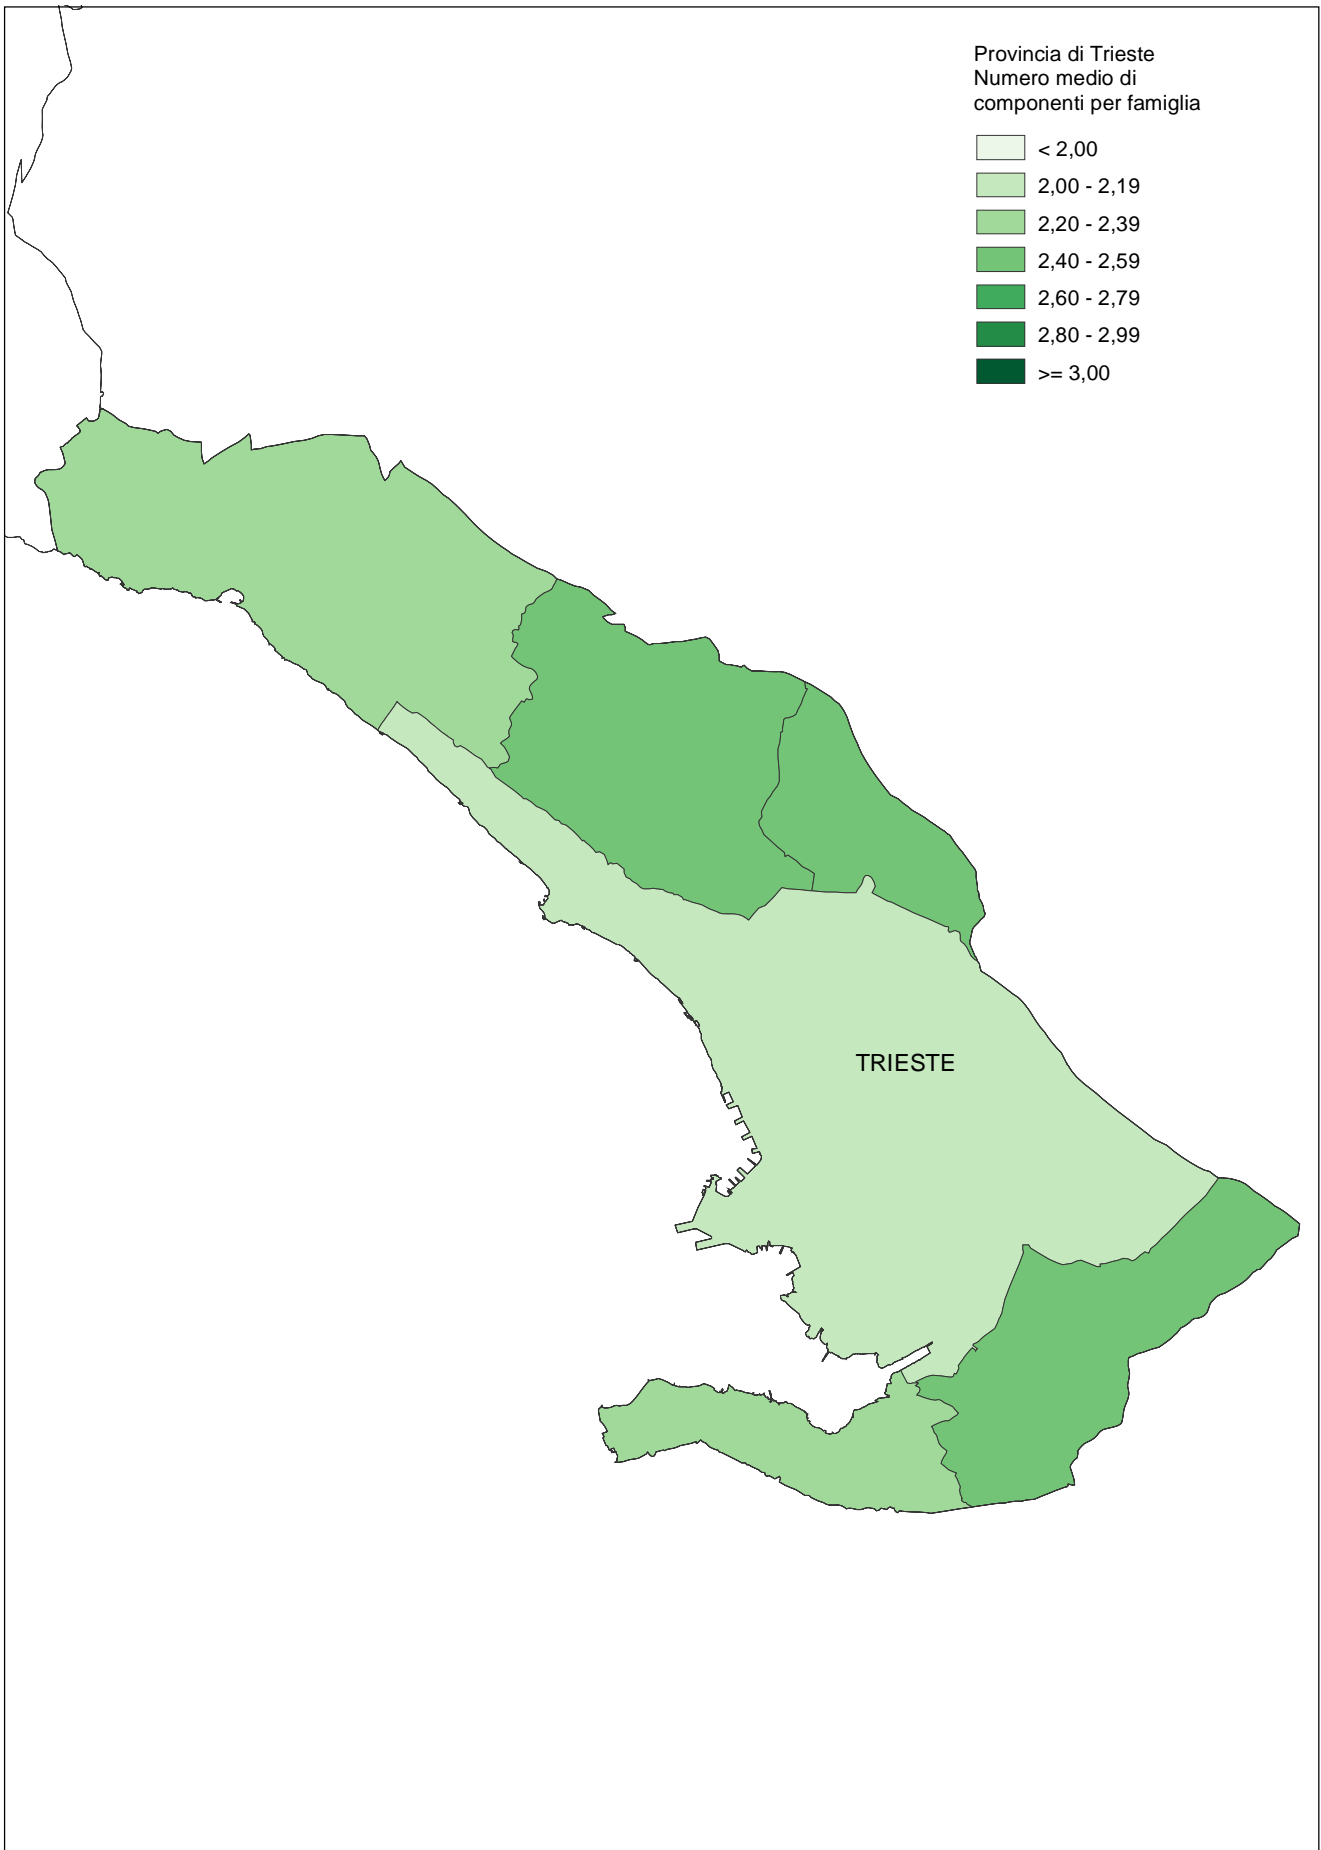 Provincia di Trieste
Numero medio di
componenti per famiglia
< 2,00
2,00 - 2,19
2,20 - 2,39
2,40 - 2,59
2,60 - 2,79
2,80 - 2,99
>= 3,00
TRIESTE